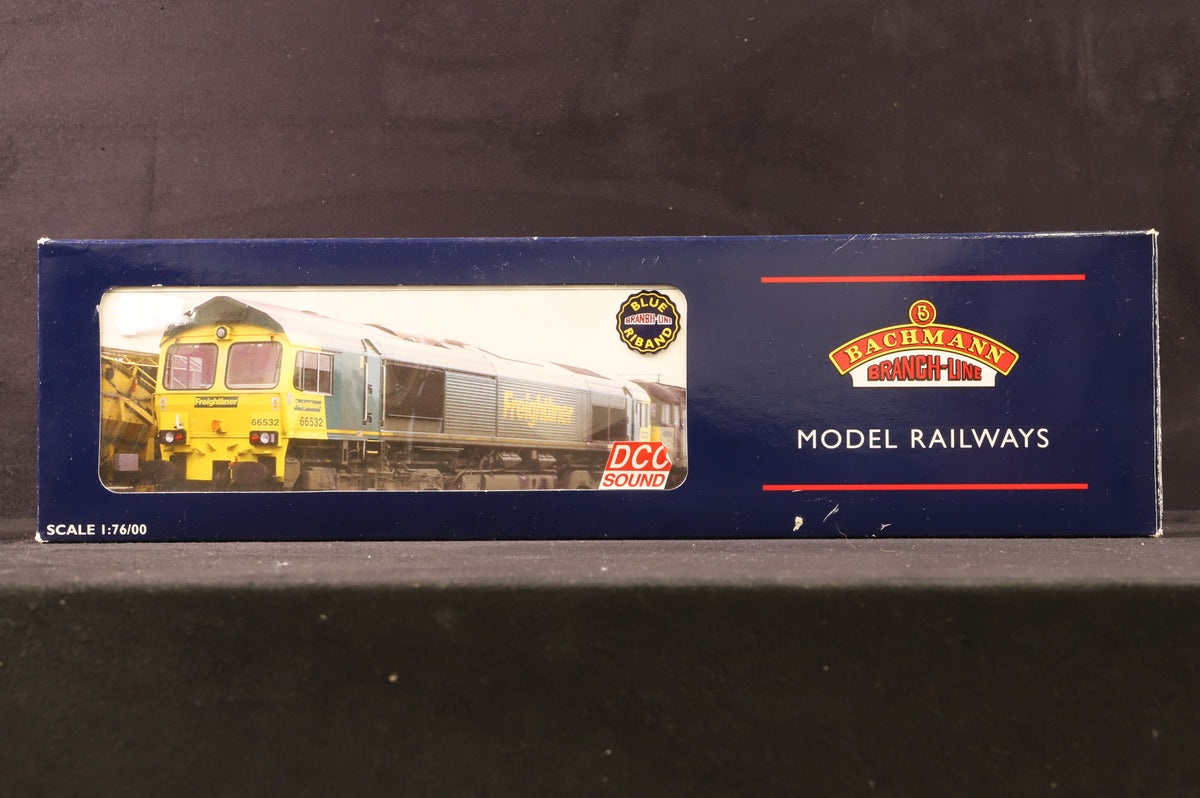 BLUE
BRANCH-LINE
RIBAND
Freightliner
66532
66532
Freightliner
DCC
SOUND
SCALE 1:76/00
B
BACHMANN
BRANCH-LINE
MODEL RAILWAYS